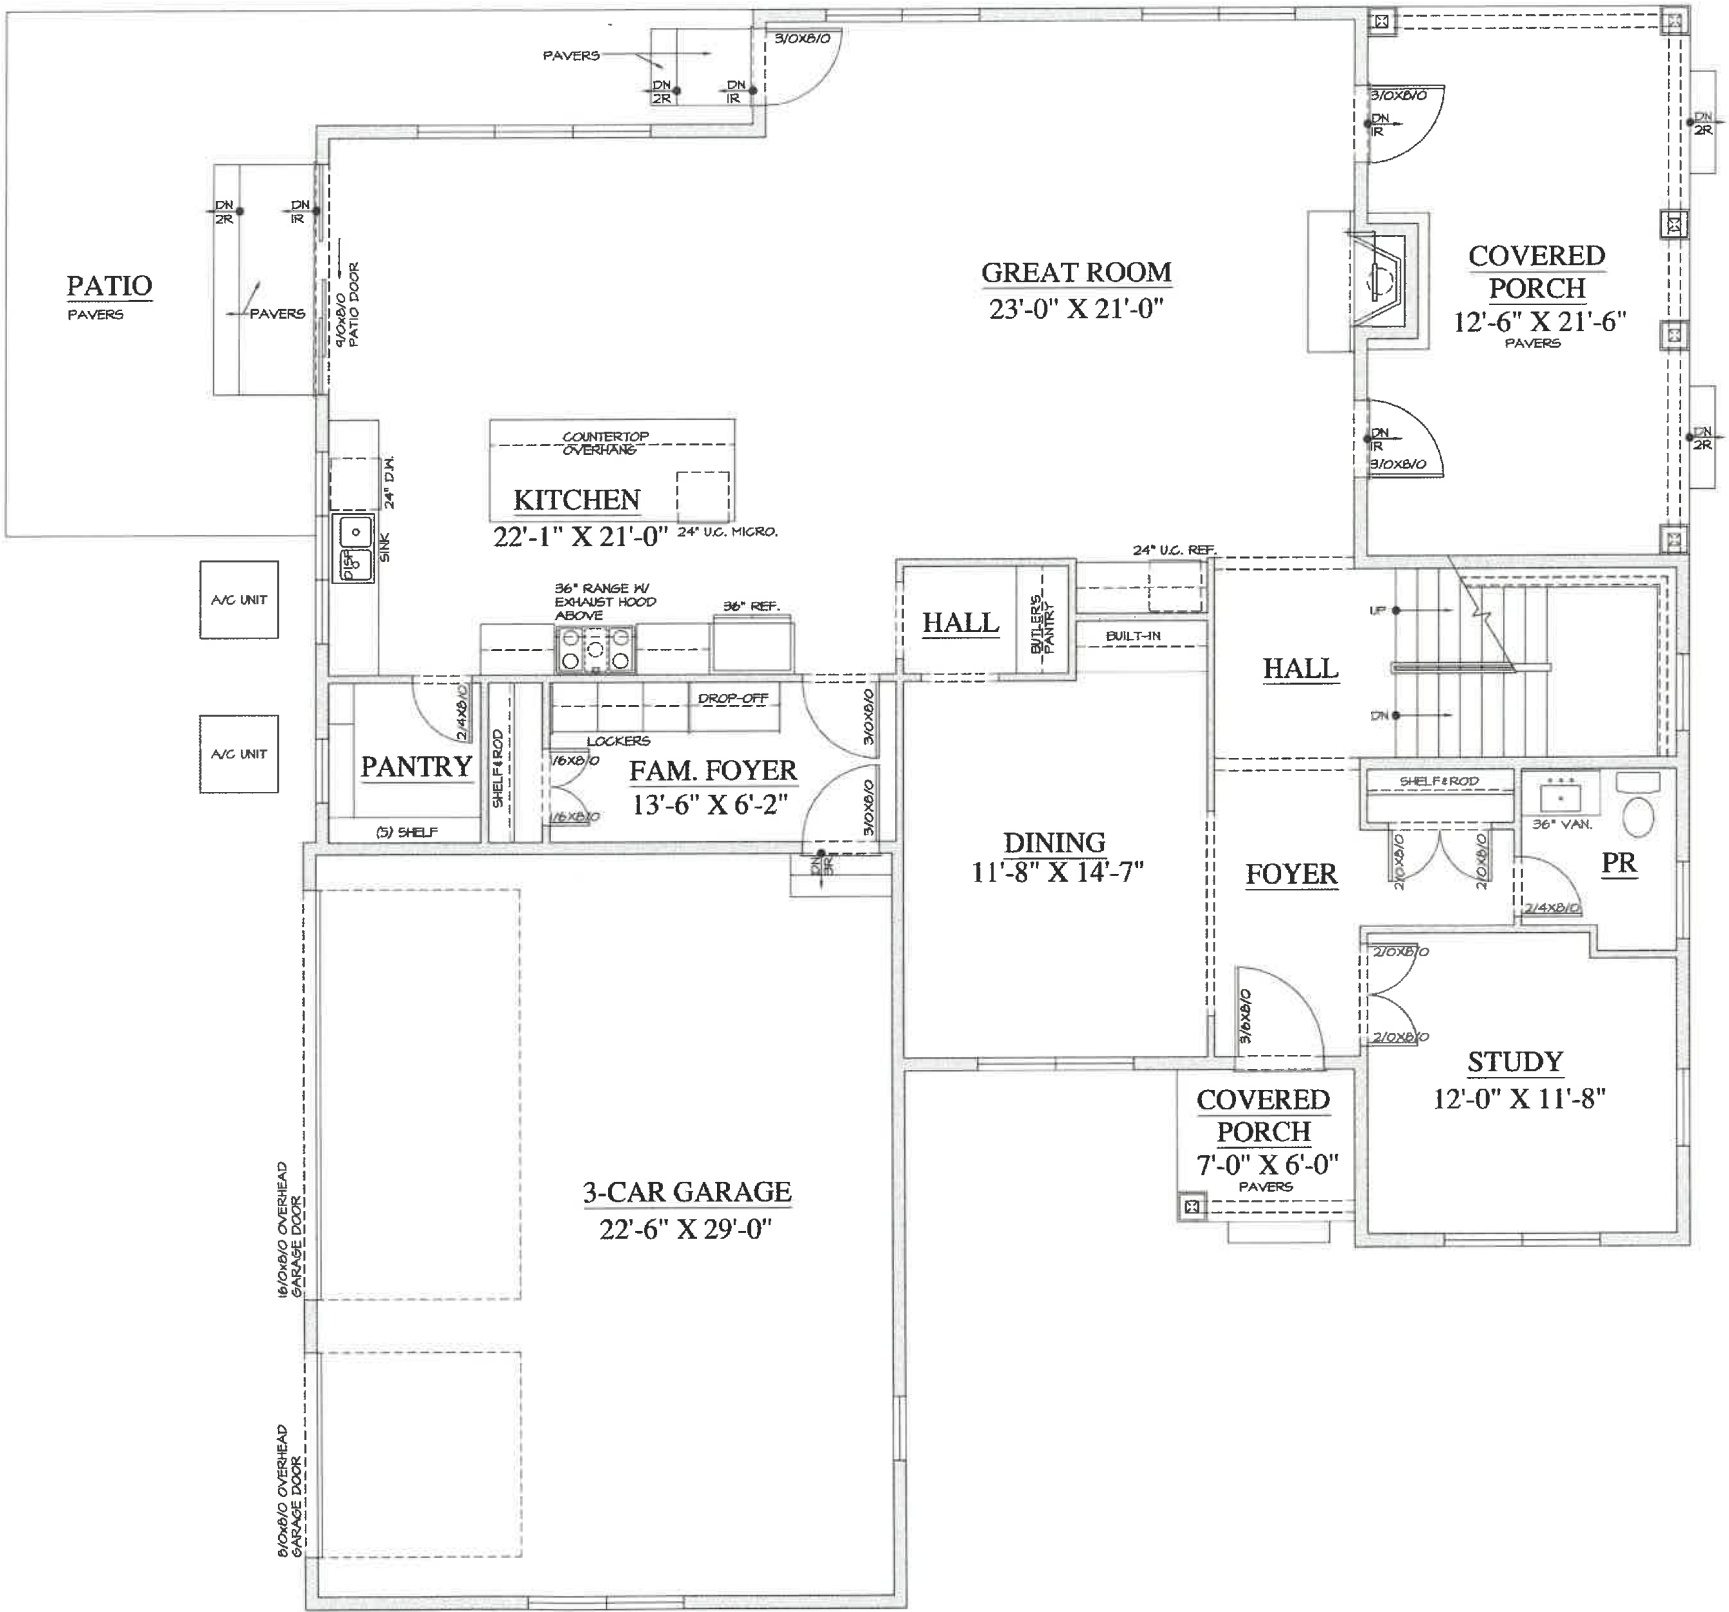 3/0X8/0
PAVERS
DN
2R
DN
1R
3/0X8/0
DN
1R
DN
2R
DN
2R
DN
1R
PATIO
PAVERS
PAVERS
9/0X8/0
PATIO DOOR
GREAT ROOM
23'-0" X 21'-0"
COVERED
PORCH
12'-6" X 21'-6"
PAVERS
DN
1R
3/0X8/0
DN
2R
COUNTERTOP
OVERHANG
24" D.W.
KITCHEN
22'-1" X 21'-0"
24" U.C. MICRO.
DISP
SINK
24" U.C. REF.
A/C UNIT
36" RANGE W/
EXHAUST HOOD
ABOVE
36" REF.
HALL
BUTLER'S
PANTRY
BUILT-IN
UP
HALL
DN
2/4X8/0
DROP-OFF
3/0X8/0
LOCKERS
A/C UNIT
PANTRY
SHELF&ROD
1/6X8/0
FAM. FOYER
13'-6" X 6'-2"
1/6X8/0
3/0X8/0
(5) SHELF
SHELF&ROD
36" VAN.
DINING
11'-8" X 14'-7"
DN
3R
FOYER
2/0X8/0
2/0X8/0
PR
2/4X8/0
2/0X8/0
3/6X8/0
2/0X8/0
STUDY
12'-0" X 11'-8"
COVERED
PORCH
7'-0" X 6'-0"
PAVERS
16/0X8/0 OVERHEAD
GARAGE DOOR
3-CAR GARAGE
22'-6" X 29'-0"
8/0X8/0 OVERHEAD
GARAGE DOOR